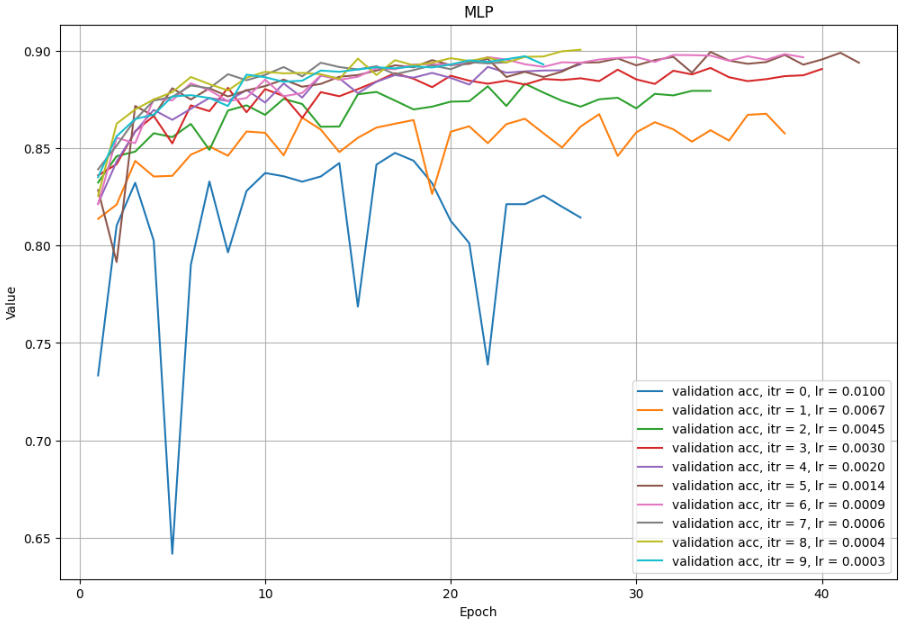 MLP
Value
0.90
0.85
0.80
0.75
0.70
0.65
validation acc, itr = 0, lr = 0.0100
validation acc, itr = 1, lr = 0.0067
validation acc, itr = 2, lr = 0.0045
validation acc, itr = 3, lr = 0.0030
validation acc, itr = 4, lr = 0.0020
validation acc, itr = 5, lr = 0.0014
validation acc, itr = 6, lr = 0.0009
validation acc, itr = 7, lr = 0.0006
validation acc, itr = 8, lr = 0.0004
validation acc, itr = 9, lr = 0.0003
0 10 20 30 40
Epoch